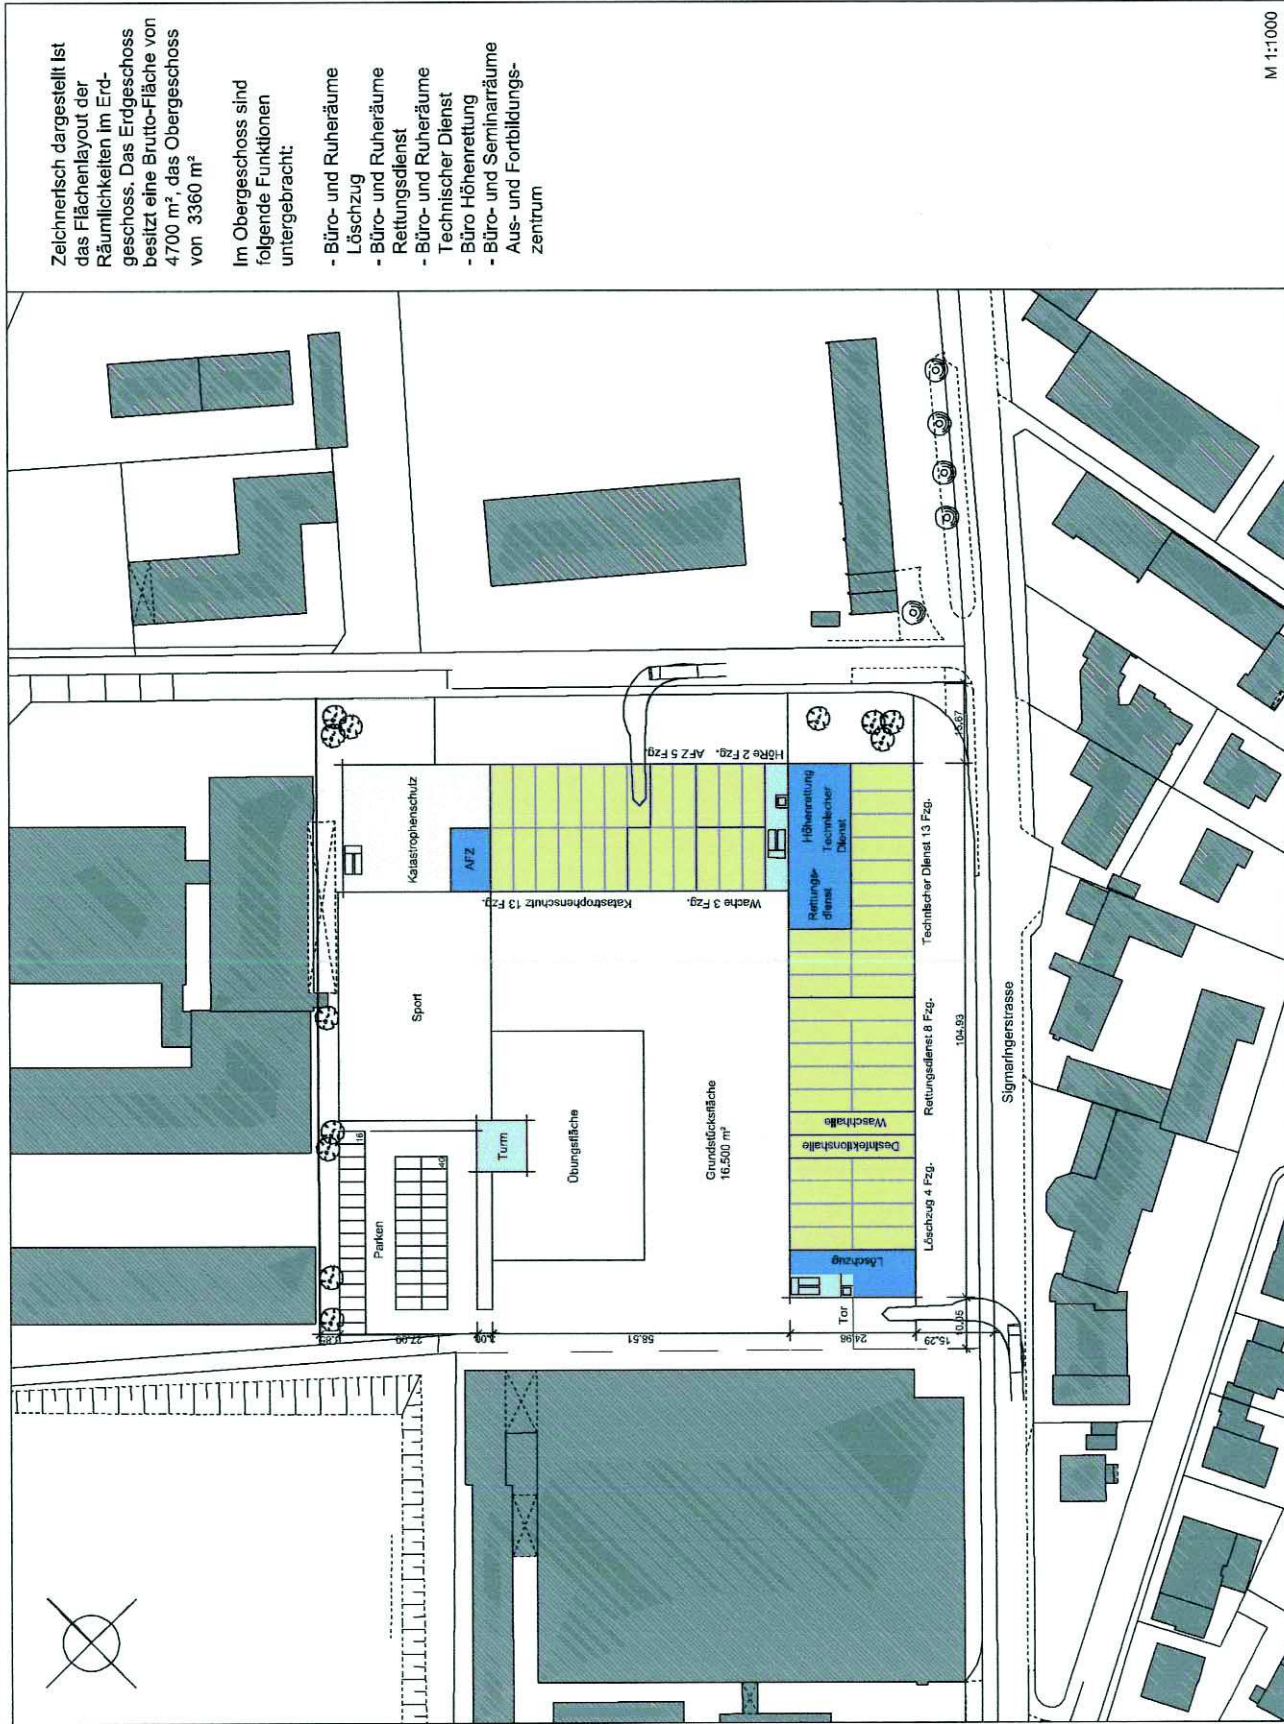 Zeichnerisch dargestellt ist
das Flächenlayout der
Räumlichkeiten im Erd-
geschoss. Das Erdgeschoss
besitzt eine Brutto-Fläche von
4700 m², das Obergeschoss
von 3360 m²
Im Obergeschoss sind
folgende Funktionen
untergebracht:
- Büro- und Ruheräume
Löschzug
- Büro- und Ruheräume
Rettungsdienst
- Büro- und Ruheräume
Technischer Dienst
- Büro Höhenrettung
- Büro- und Seminarräume
Aus- und Fortbildungs-
zentrum
M 1:1000
Katastrophenschutz
AFZ
Sport
16
40
Parken
Turm
Übungsfläche
Grundstücksfläche
16.500 m²
Katastrophenschutz 13 Fzg.
Wache 3 Fzg.
AFZ 5 Fzg.
HöRe 2 Fzg.
Höhenrettung
Technischer
Dienst
Rettungs-
dienst
Waschhalle
Desinfektionshalle
Löschzug
Tor
Löschzug 4 Fzg.
Rettungsdienst 8 Fzg.
Technischer Dienst 13 Fzg.
27,00
58,51
24,98
15,29
10,05
104,93
Sigmaringerstrasse